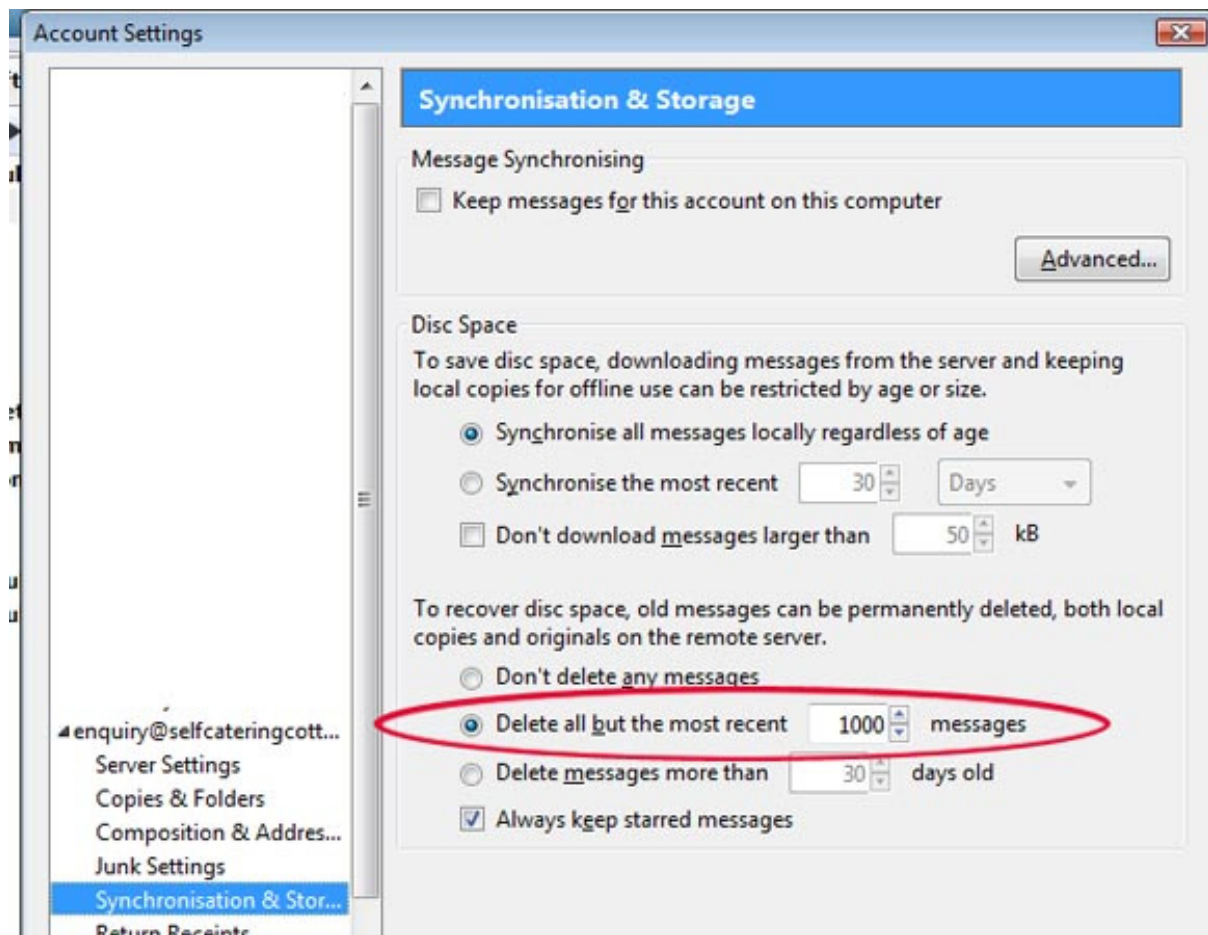 Account Settings
Synchronisation & Storage
Message Synchronising
Keep messages for this account on this computer
Advanced...
Disc Space
To save disc space, downloading messages from the server and keeping
local copies for offline use can be restricted by age or size.
Synchronise all messages locally regardless of age
Synchronise the most recent 30 Days
Don't download messages larger than 50 kB
To recover disc space, old messages can be permanently deleted, both local
copies and originals on the remote server.
Don't delete any messages
Delete all but the most recent 1000 messages
Delete messages more than 30 days old
Always keep starred messages
enquiry@selfcateringcott...
Server Settings
Copies & Folders
Composition & Addres...
Junk Settings
Synchronisation & Stor...
Return Receipts